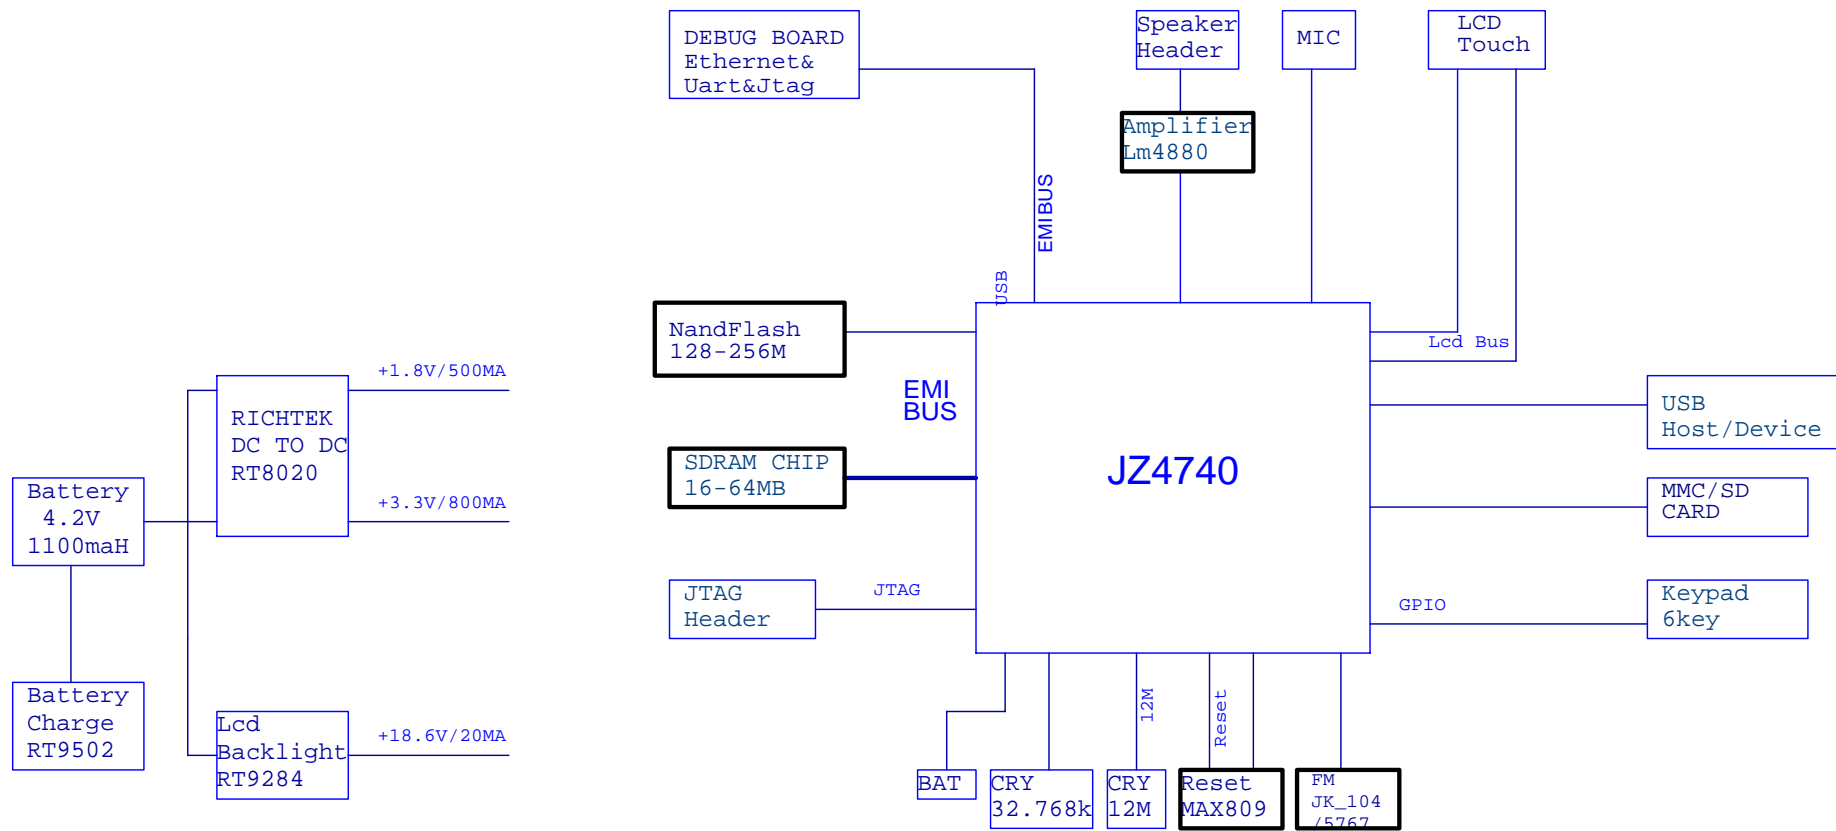 DEBUG BOARD
Ethernet&
Uart&Jtag
Speaker
Header
MIC
LCD
Touch
Amplifier
Lm4880
EMIBUS
USB
NandFlash
128-256M
Lcd Bus
EMI
BUS
+1.8V/500MA
RICHTEK
DC TO DC
RT8020
+3.3V/800MA
USB
Host/Device
SDRAM CHIP
16-64MB
JZ4740
MMC/SD
CARD
Battery
4.2V
1100maH
JTAG
Header
JTAG
GPIO
Keypad
6key
Battery
Charge
RT9502
Lcd
Backlight
RT9284
+18.6V/20MA
12M
Reset
BAT
CRY
32.768k
CRY
12M
Reset
MAX809
FM
JK_104
/5767